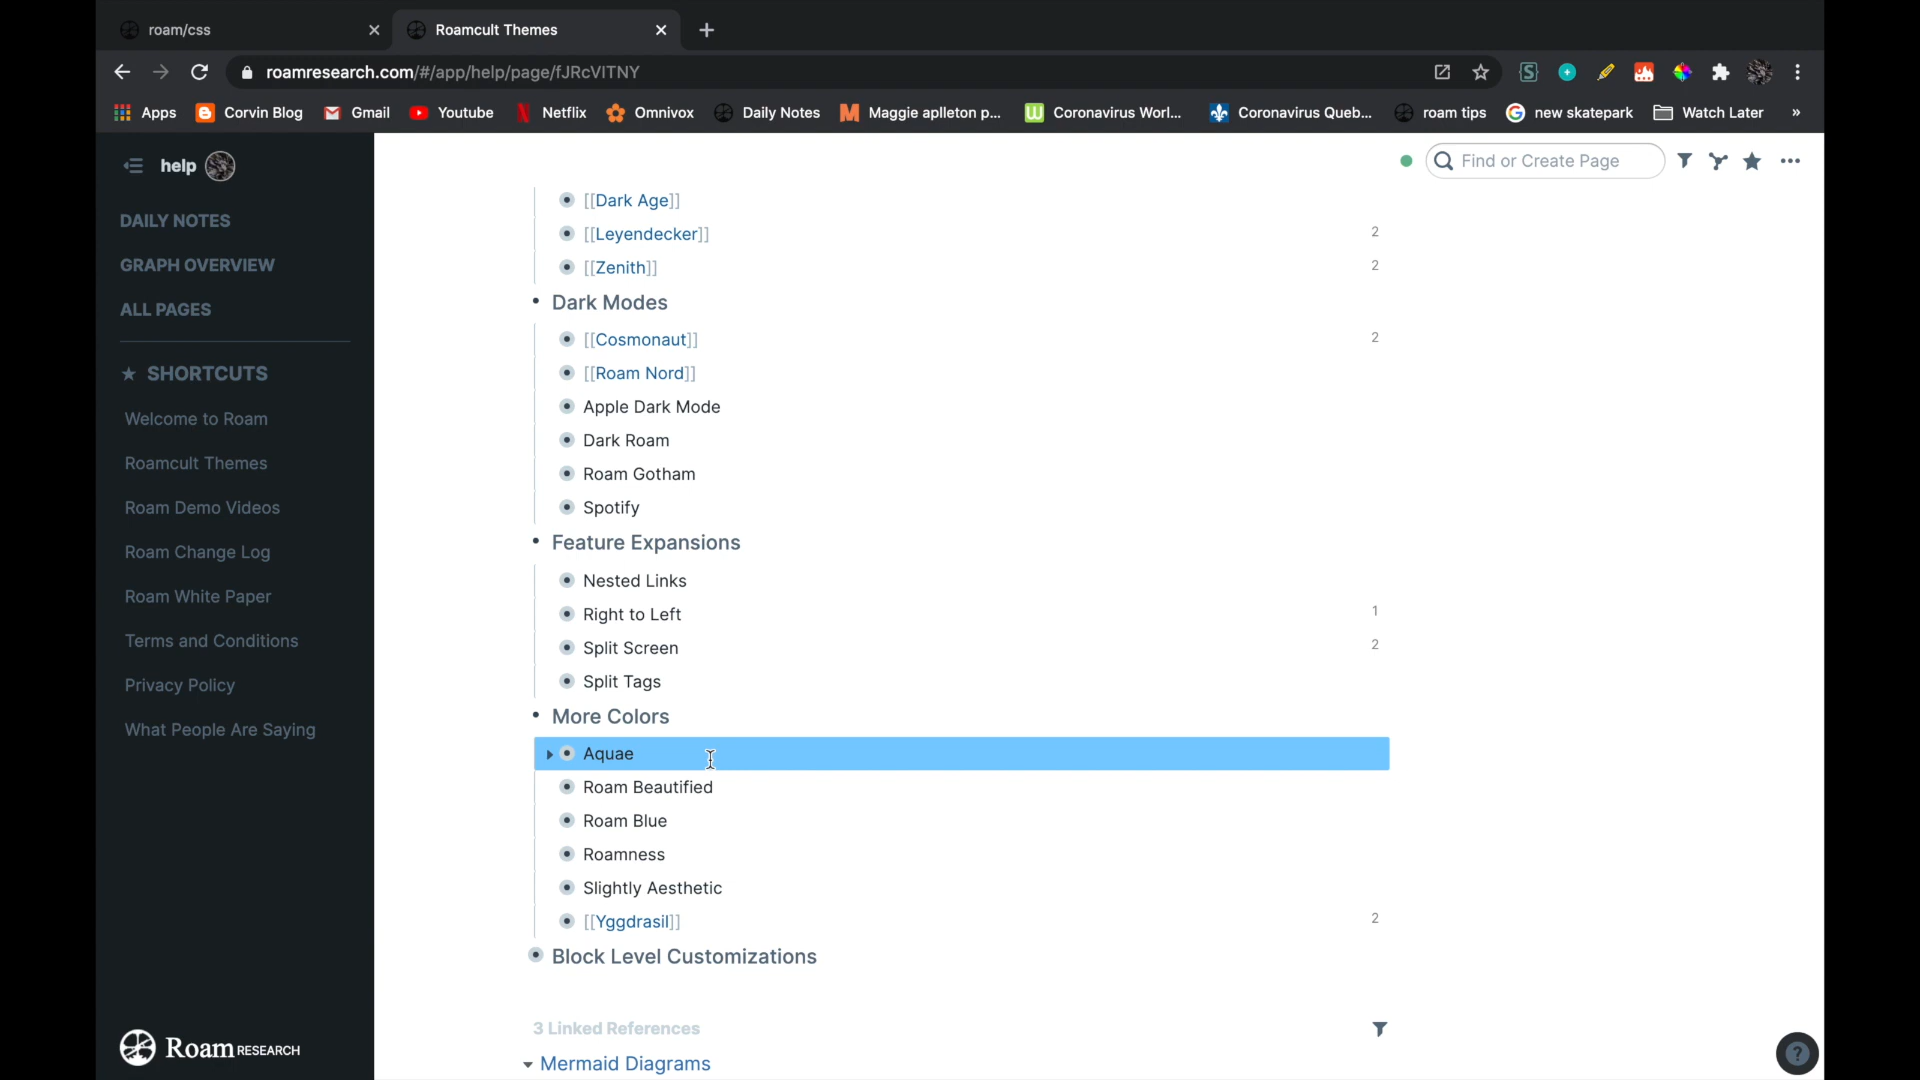 roam/css
Roamcult Themes
roamresearch.com/#/app/help/page/fJRcVITNY
Apps
Corvin Blog
Gmail
Youtube
Netflix
Omnivox
Daily Notes
Maggie aplleton p...
Coronavirus Worl...
Coronavirus Queb...
roam tips
new skatepark
Watch Later
»
help
Find or Create Page
DAILY NOTES
GRAPH OVERVIEW
ALL PAGES
★ SHORTCUTS
Welcome to Roam
Roamcult Themes
Roam Demo Videos
Roam Change Log
Roam White Paper
Terms and Conditions
Privacy Policy
What People Are Saying
Roam RESEARCH
[[Dark Age]]
[[Leyendecker]] 2
[[Zenith]] 2
Dark Modes
[[Cosmonaut]] 2
[[Roam Nord]]
Apple Dark Mode
Dark Roam
Roam Gotham
Spotify
Feature Expansions
Nested Links
Right to Left 1
Split Screen 2
Split Tags
More Colors
Aquae
Roam Beautified
Roam Blue
Roamness
Slightly Aesthetic
[[Yggdrasil]] 2
Block Level Customizations
3 Linked References
Mermaid Diagrams
?